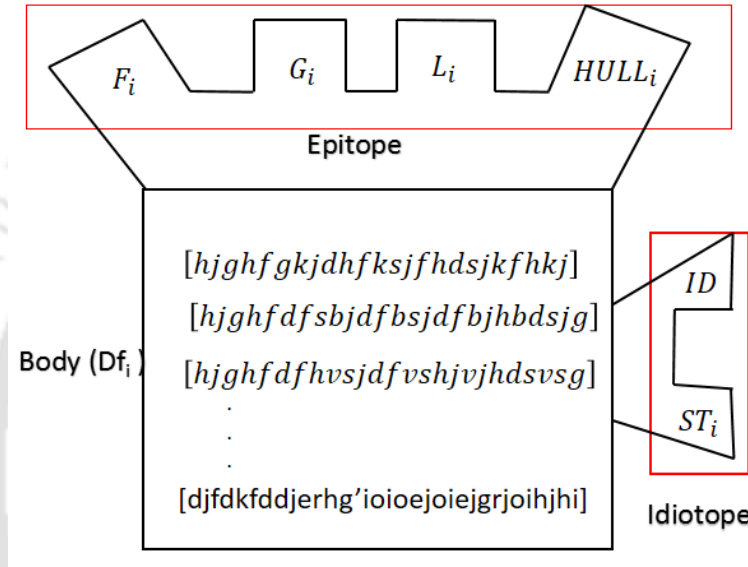 F_i G_i L_i HULL_i
Epitope
[hjghfgkjdhfksjfhdsjkfhkj]
ID
[hjghfdfsbjdfbsjdfbjhbdsjg]
Body (Df_i )
[hjghfdfhvsjdfvshjvjhdsvsg]
ST_i
.
.
.
[djfdkfddjerhg’ioioejoiejgrjoihjhi]
Idiotope